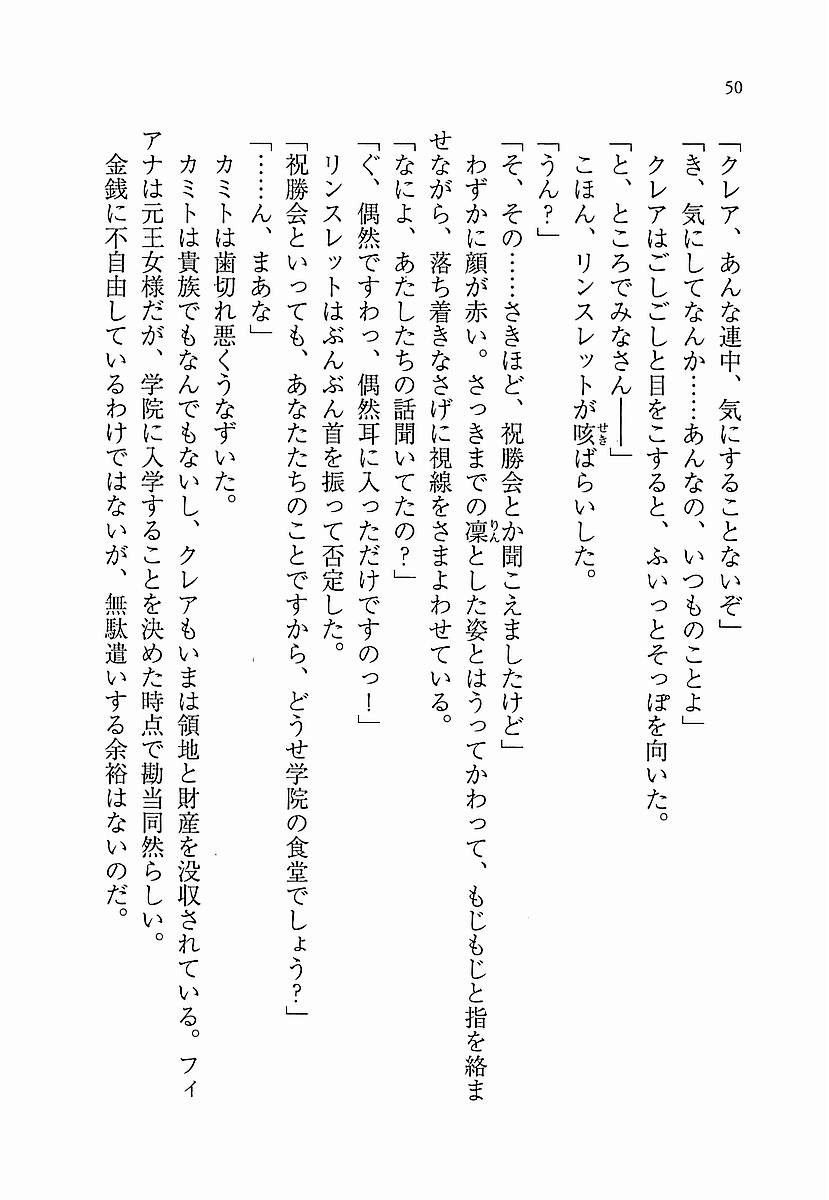 50
「クレア、あんな連中、気にすることないぞ」
「き、気にしてなんか……あんなの、いつものことよ」
クレアはごしごしと目をこすると、ふいっとそっぽを向いた。
「と、ところでみなさん――」
こほん、リンスレットが咳ばらいした。
「うん？」
「そ、その……さきほど、祝勝会とか聞こえましたけど」
わずかに顔が赤い。さっきまでの凛とした姿とはうってかわって、もじもじと指を絡ま
せながら、落ち着きなさげに視線をさまよわせている。
「なによ、あたしたちの話聞いてたの？」
「ぐ、偶然ですわっ、偶然耳に入っただけですのっ！」
リンスレットはぶんぶん首を振って否定した。
「祝勝会といっても、あなたたちのことですから、どうせ学院の食堂でしょう？」
「……ん、まあな」
カミトは歯切れ悪くうなずいた。
カミトは貴族でもなんでもないし、クレアもいまは領地と財産を没収されている。フィ
アナは元王女様だが、学院に入学することを決めた時点で勘当同然らしい。
金銭に不自由しているわけではないが、無駄遣いする余裕はないのだ。